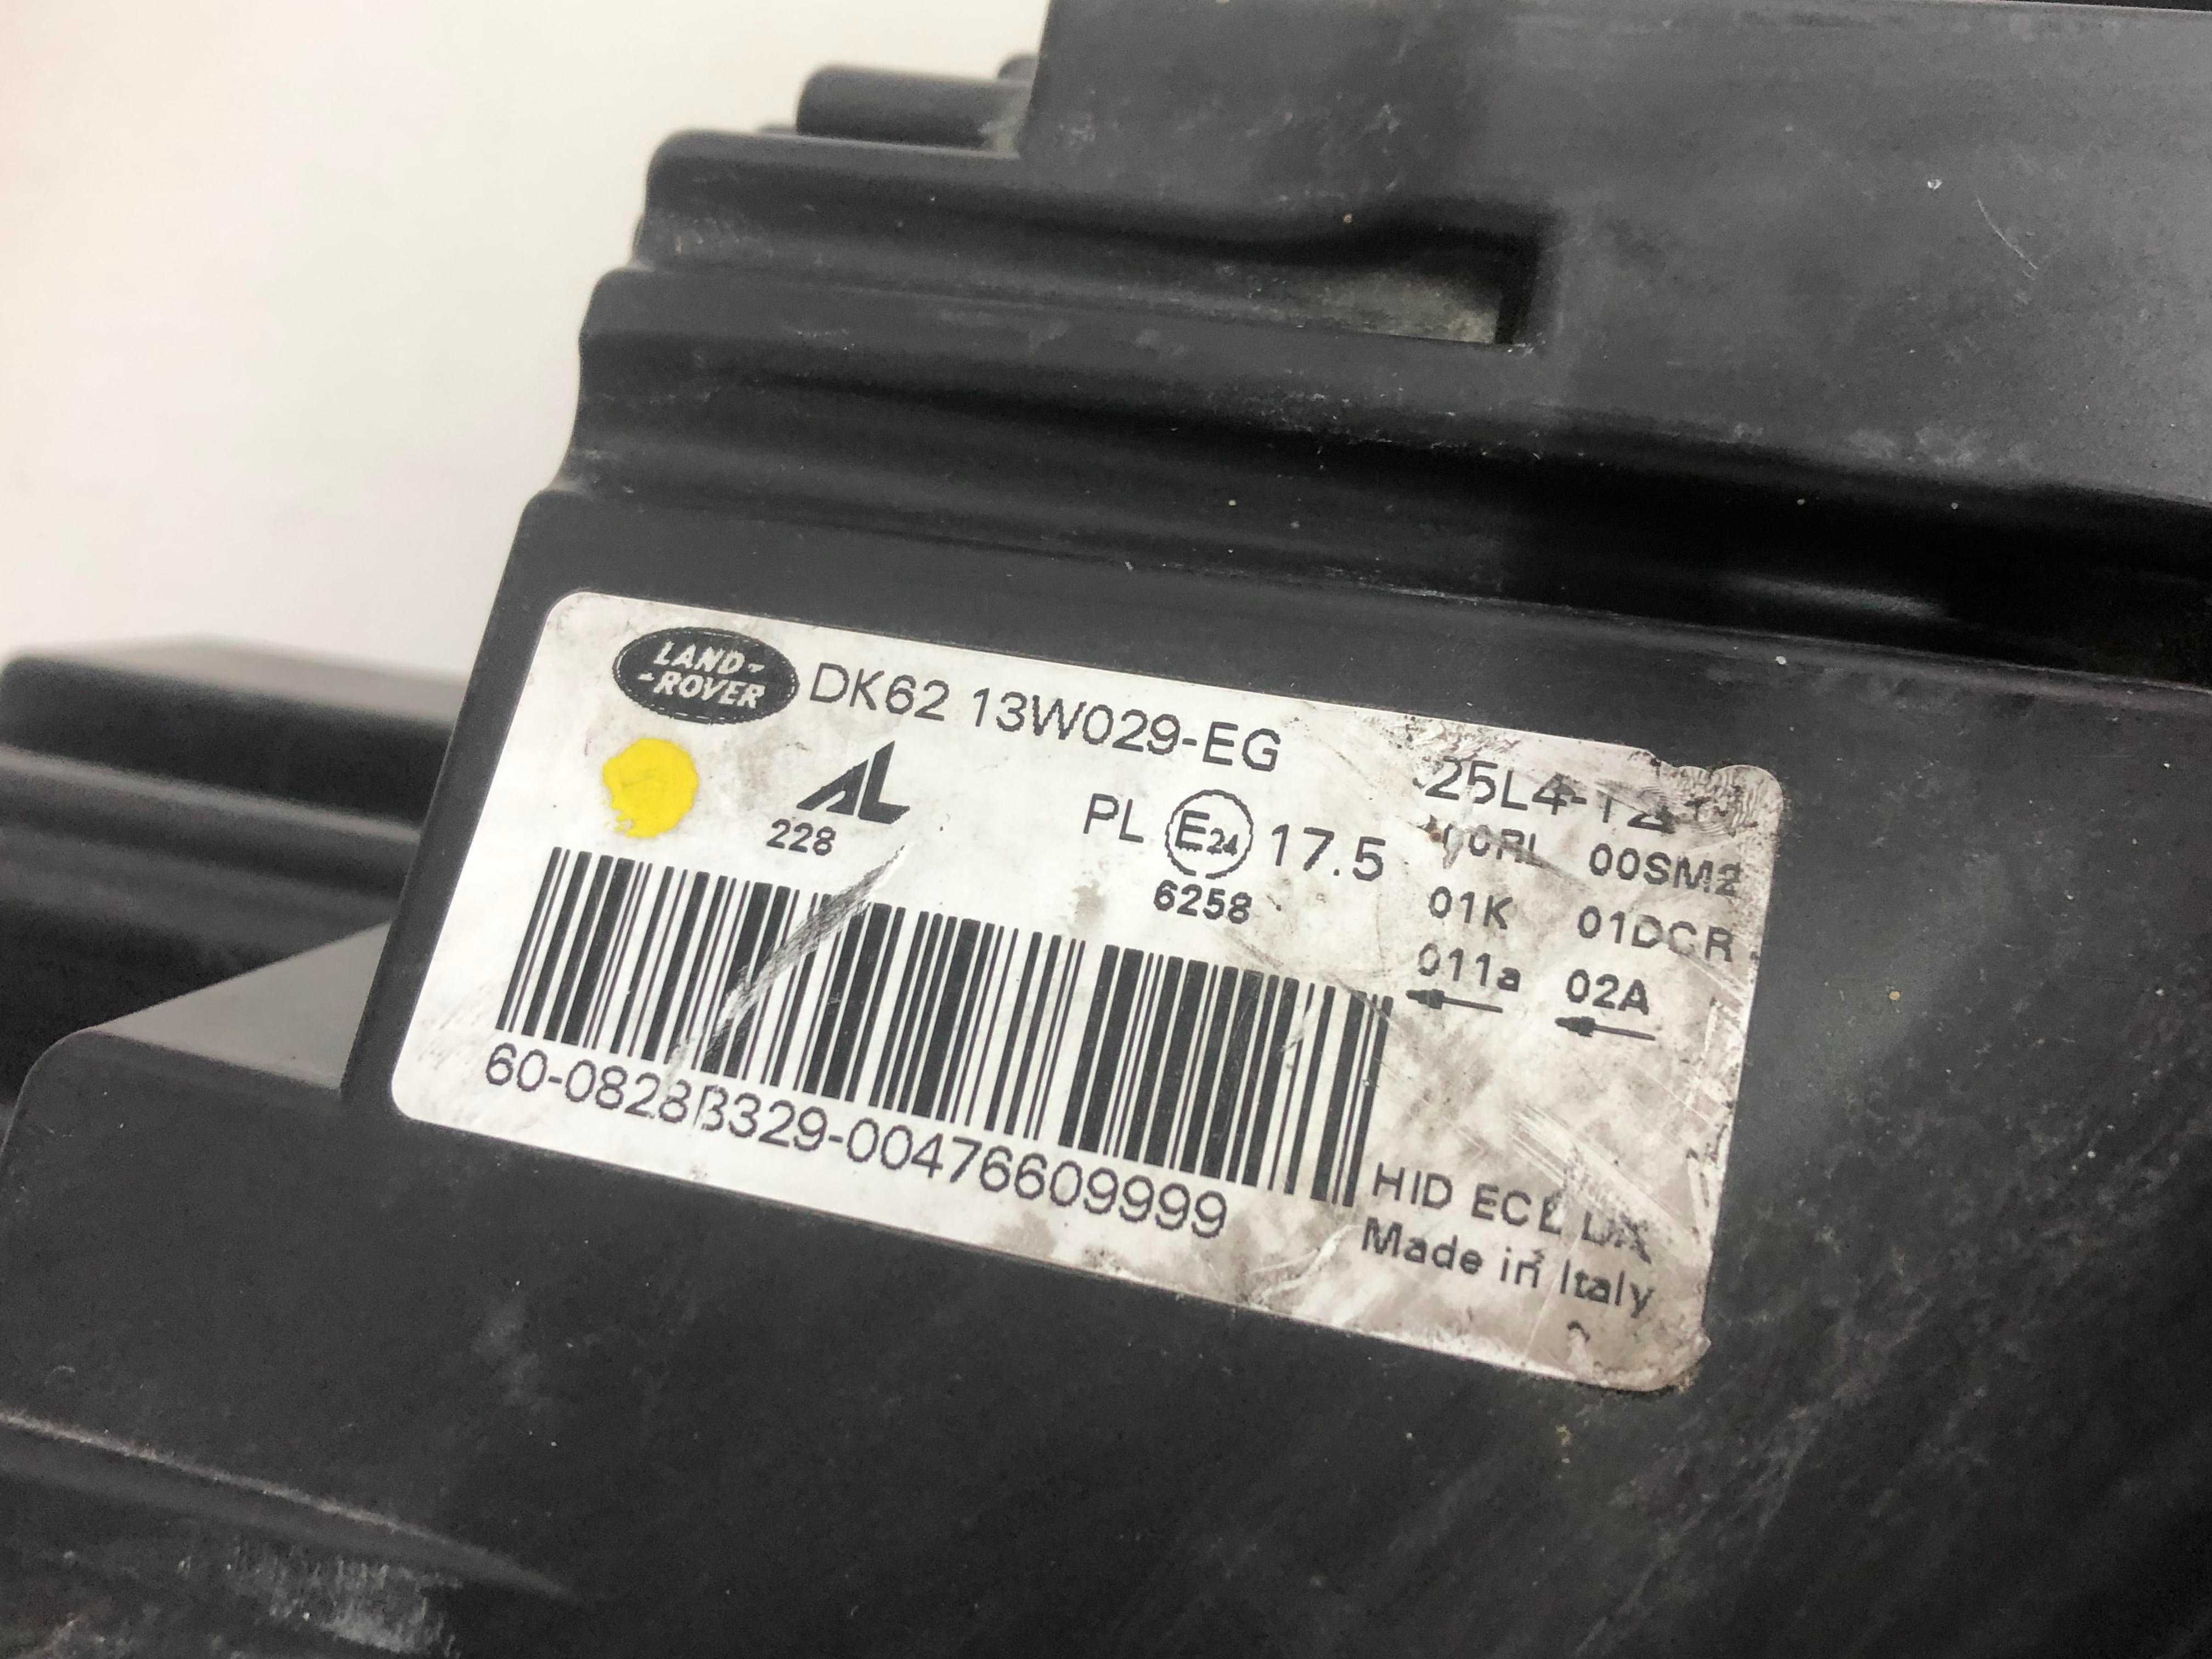 LAND-
-ROVER
DK62 13W029-EG
AL
228
PL E24 17.5
6258
00SM2
01K 01DCR
011a 02A
60-0828B329-00476609999
HID ECE
Made in Italy